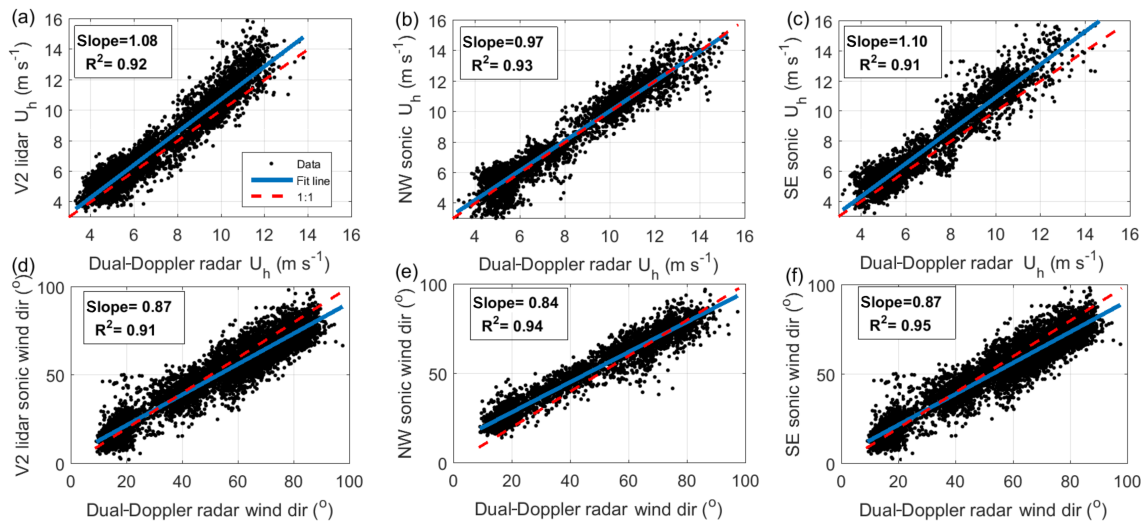 (a)
Slope=1.08
R²= 0.92
V2 lidar U_h (m s⁻¹)
16
14
12
10
8
6
4
Data
Fit line
1:1
4 6 8 10 12 14 16
Dual-Doppler radar U_h (m s⁻¹)
(b)
Slope=0.97
R²= 0.93
NW sonic U_h (m s⁻¹)
16
14
12
10
8
6
4
4 6 8 10 12 14 16
Dual-Doppler radar U_h (m s⁻¹)
(c)
Slope=1.10
R²= 0.91
SE sonic U_h (m s⁻¹)
16
14
12
10
8
6
4
4 6 8 10 12 14 16
Dual-Doppler radar U_h (m s⁻¹)
(d)
Slope= 0.87
R²= 0.91
V2 lidar sonic wind dir (°)
100
50
0
0 20 40 60 80 100
Dual-Doppler radar wind dir (°)
(e)
Slope= 0.84
R²= 0.94
NW sonic wind dir (°)
100
50
0
0 20 40 60 80 100
Dual-Doppler radar wind dir (°)
(f)
Slope=0.87
R²= 0.95
SE sonic wind dir (°)
100
50
0
0 20 40 60 80 100
Dual-Doppler radar wind dir (°)